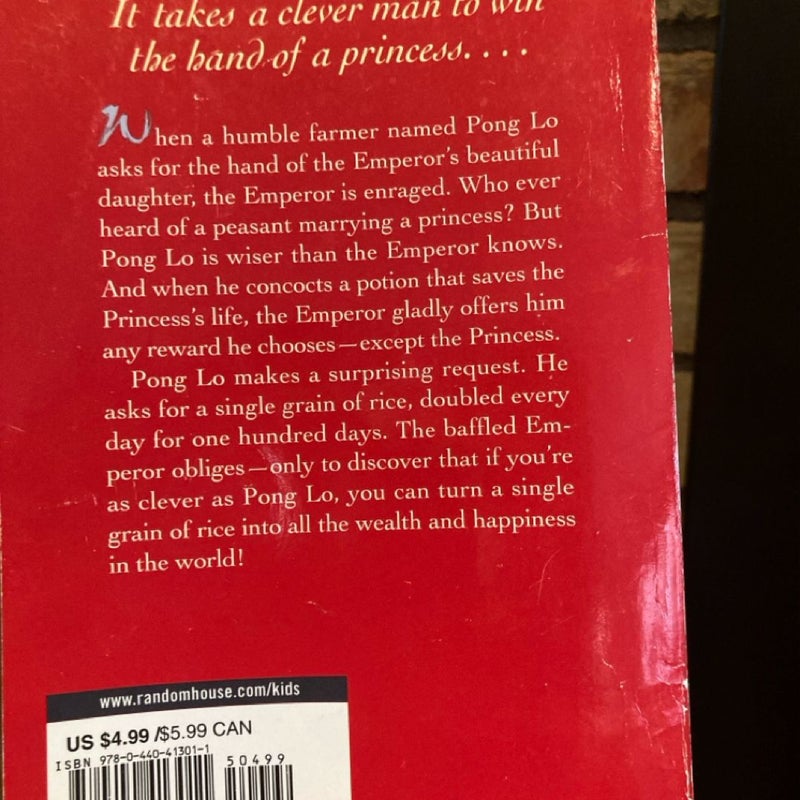 It takes a clever man to win
the hand of a princess. . . .
When a humble farmer named Pong Lo
asks for the hand of the Emperor's beautiful
daughter, the Emperor is enraged. Who ever
heard of a peasant marrying a princess? But
Pong Lo is wiser than the Emperor knows.
And when he concocts a potion that saves the
Princess's life, the Emperor gladly offers him
any reward he chooses—except the Princess.
Pong Lo makes a surprising request. He
asks for a single grain of rice, doubled every
day for one hundred days. The baffled Em-
peror obliges—only to discover that if you're
as clever as Pong Lo, you can turn a single
grain of rice into all the wealth and happiness
in the world!
www.randomhouse.com/kids
US $4.99 /$5.99 CAN
ISBN 978-0-440-41301-1
50499